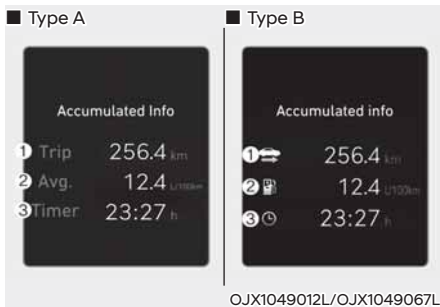 ■ Type A
■ Type B
Accumulated Info
① Trip 256.4 km
② Avg. 12.4 L/100km
③ Timer 23:27 h
Accumulated info
① 256.4 km
② 12.4 L/100km
③ 23:27 h
OJX1049012L/OJX1049067L